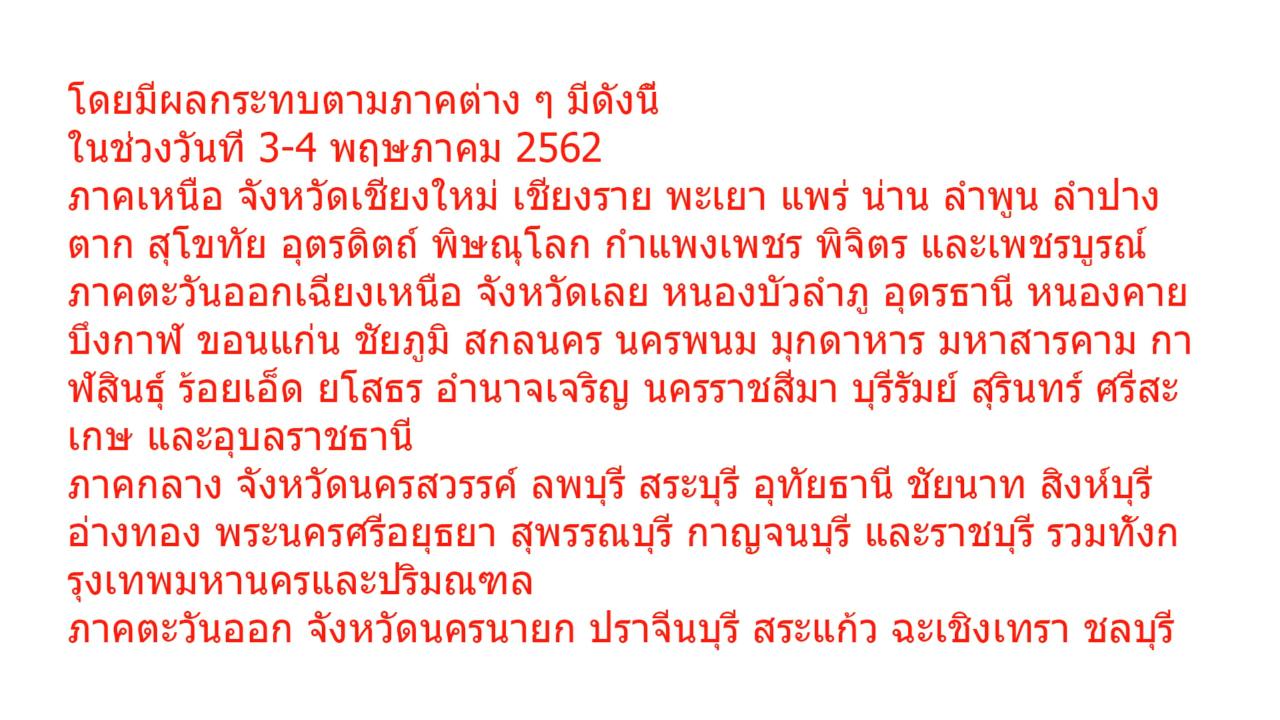 โดยมีผลกระทบตามภาคต่าง ๆ มีดังนี้
ในช่วงวันที่ 3-4 พฤษภาคม 2562
ภาคเหนือ จังหวัดเชียงใหม่ เชียงราย พะเยา แพร่ น่าน ลำพูน ลำปาง
ตาก สุโขทัย อุตรดิตถ์ พิษณุโลก กำแพงเพชร พิจิตร และเพชรบูรณ์
ภาคตะวันออกเฉียงเหนือ จังหวัดเลย หนองบัวลำภู อุดรธานี หนองคาย
บึงกาฬ ขอนแก่น ชัยภูมิ สกลนคร นครพนม มุกดาหาร มหาสารคาม กา
ฬสินธุ์ ร้อยเอ็ด ยโสธร อำนาจเจริญ นครราชสีมา บุรีรัมย์ สุรินทร์ ศรีสะ
เกษ และอุบลราชธานี
ภาคกลาง จังหวัดนครสวรรค์ ลพบุรี สระบุรี อุทัยธานี ชัยนาท สิงห์บุรี
อ่างทอง พระนครศรีอยุธยา สุพรรณบุรี กาญจนบุรี และราชบุรี รวมทั้งก
รุงเทพมหานครและปริมณฑล
ภาคตะวันออก จังหวัดนครนายก ปราจีนบุรี สระแก้ว ฉะเชิงเทรา ชลบุรี